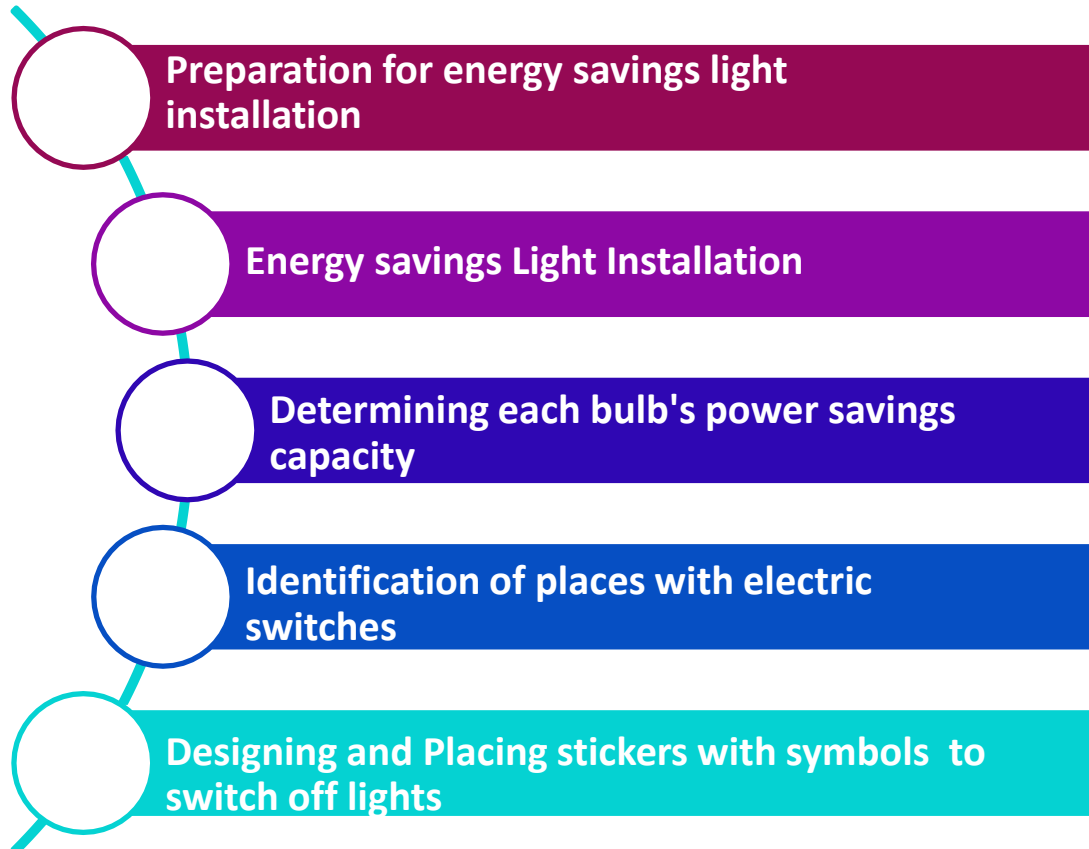 Preparation for energy savings light
installation
Energy savings Light Installation
Determining each bulb's power savings
capacity
Identification of places with electric
switches
Designing and Placing stickers with symbols  to
switch off lights